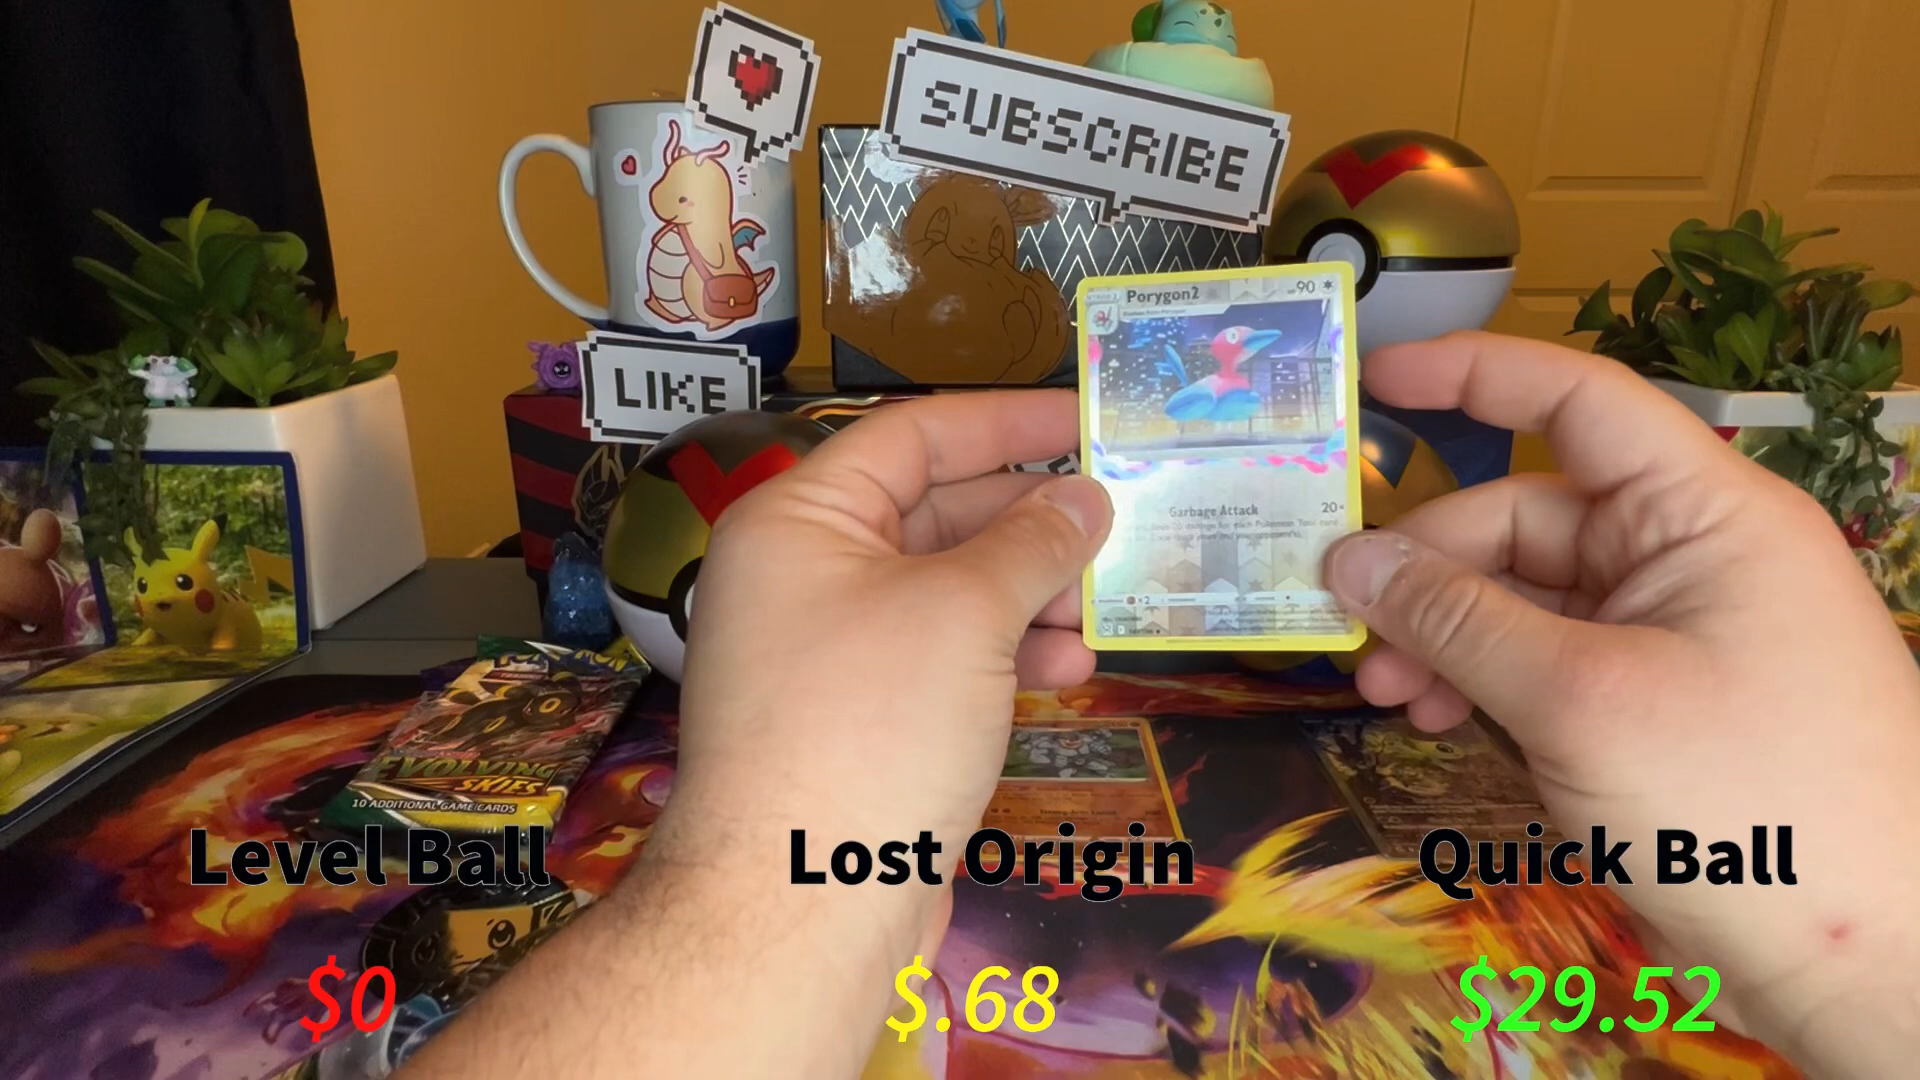 SUBSCRIBE
LIKE
Porygon2
90
Garbage Attack
20×
×2
EVOLVING
SKIES
10 ADDITIONAL GAME CARDS
Level Ball
Lost Origin
Quick Ball
$0
$.68
$29.52